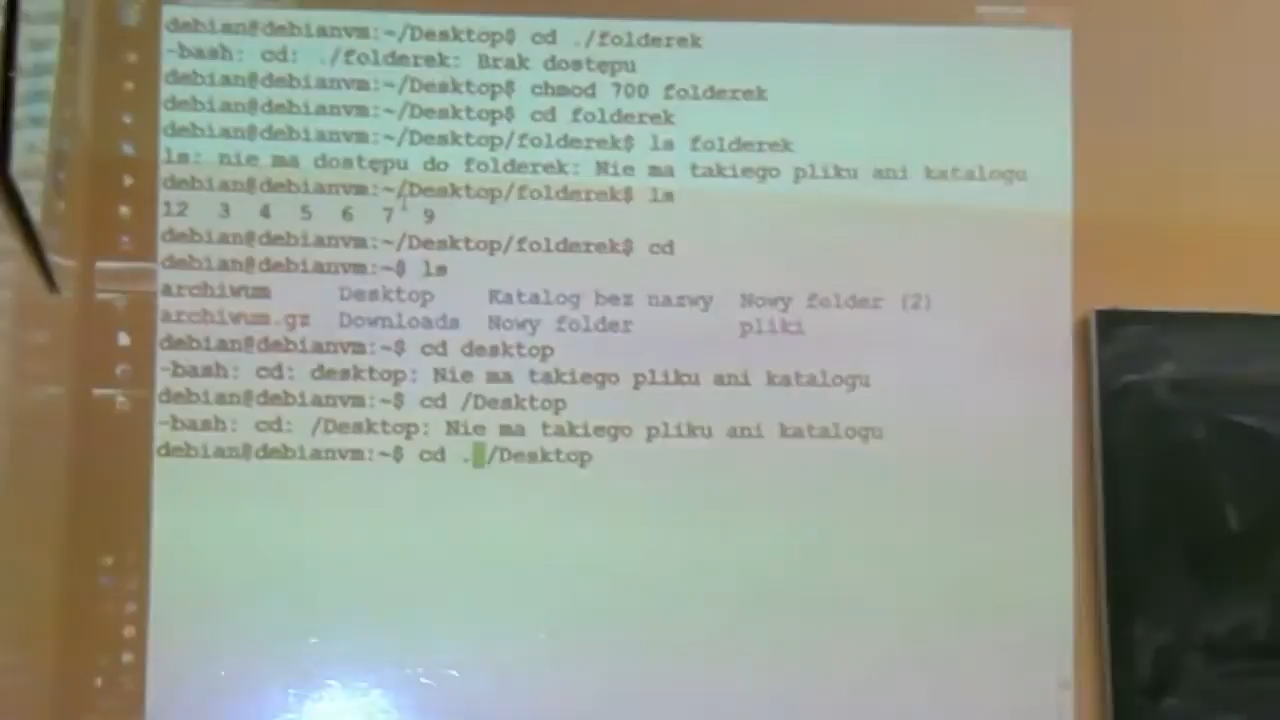 debian@debianvm:~/Desktop$ cd ./folderek
-bash: cd: ./folderek: Brak dostępu
debian@debianvm:~/Desktop$ chmod 700 folderek
debian@debianvm:~/Desktop$ cd folderek
debian@debianvm:~/Desktop/folderek$ ls folderek
ls: nie ma dostępu do folderek: Nie ma takiego pliku ani katalogu
debian@debianvm:~/Desktop/folderek$ ls
12 3 4 5 6 7 9
debian@debianvm:~/Desktop/folderek$ cd
debian@debianvm:~$ ls
archiwum Desktop Katalog bez nazwy Nowy folder (2)
archiwum.gz Downloads Nowy folder pliki
debian@debianvm:~$ cd desktop
-bash: cd: desktop: Nie ma takiego pliku ani katalogu
debian@debianvm:~$ cd /Desktop
-bash: cd: /Desktop: Nie ma takiego pliku ani katalogu
debian@debianvm:~$ cd . /Desktop